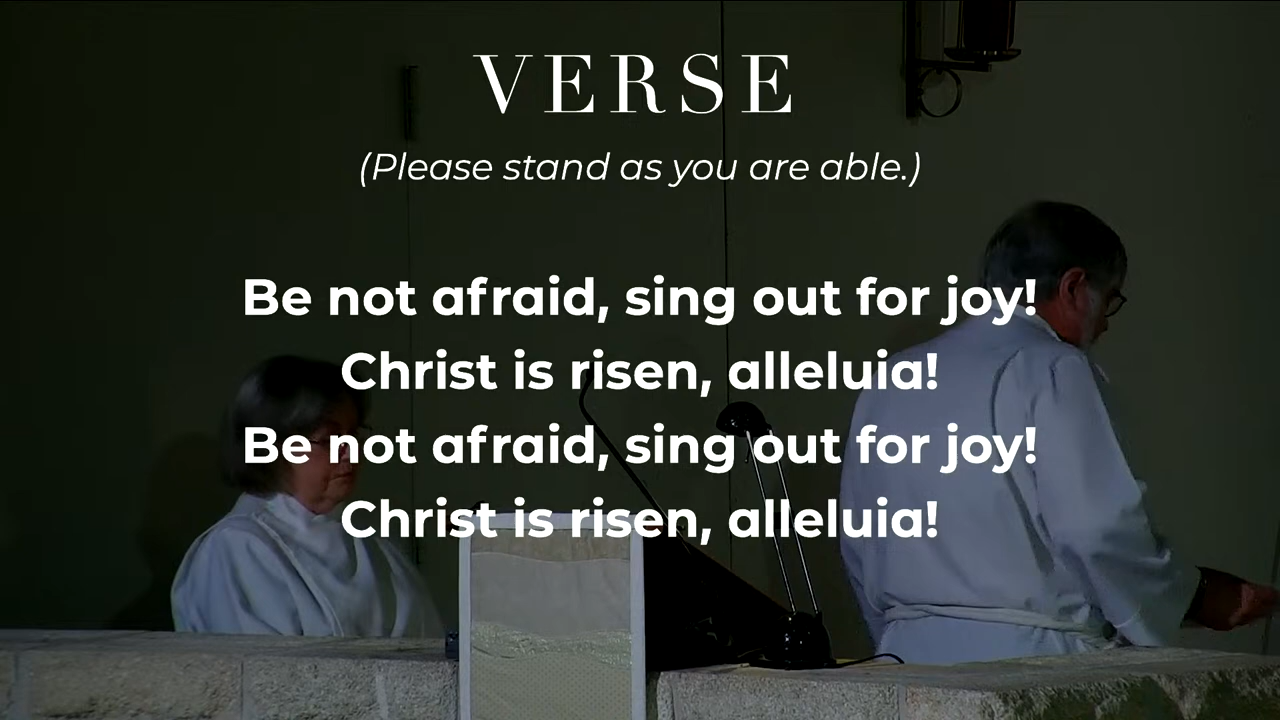 VERSE
(Please stand as you are able.)
Be not afraid, sing out for joy!
Christ is risen, alleluia!
Be not afraid, sing out for joy!
Christ is risen, alleluia!